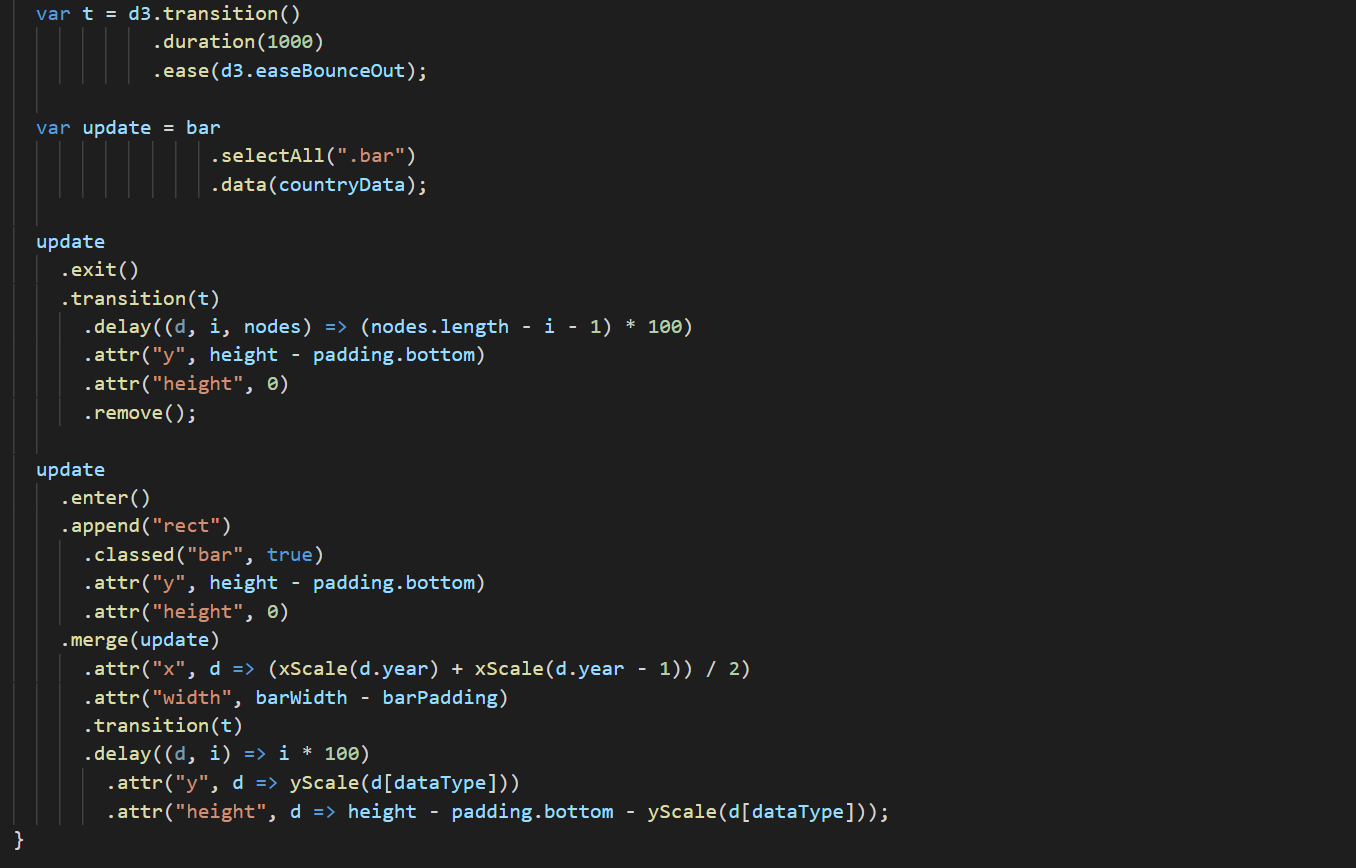 var t = d3.transition()
          .duration(1000)
          .ease(d3.easeBounceOut);

var update = bar
               .selectAll(".bar")
               .data(countryData);

update
  .exit()
  .transition(t)
    .delay((d, i, nodes) => (nodes.length - i - 1) * 100)
    .attr("y", height - padding.bottom)
    .attr("height", 0)
    .remove();

update
  .enter()
  .append("rect")
    .classed("bar", true)
    .attr("y", height - padding.bottom)
    .attr("height", 0)
  .merge(update)
    .attr("x", d => (xScale(d.year) + xScale(d.year - 1)) / 2)
    .attr("width", barWidth - barPadding)
    .transition(t)
    .delay((d, i) => i * 100)
      .attr("y", d => yScale(d[dataType]))
      .attr("height", d => height - padding.bottom - yScale(d[dataType]));
}